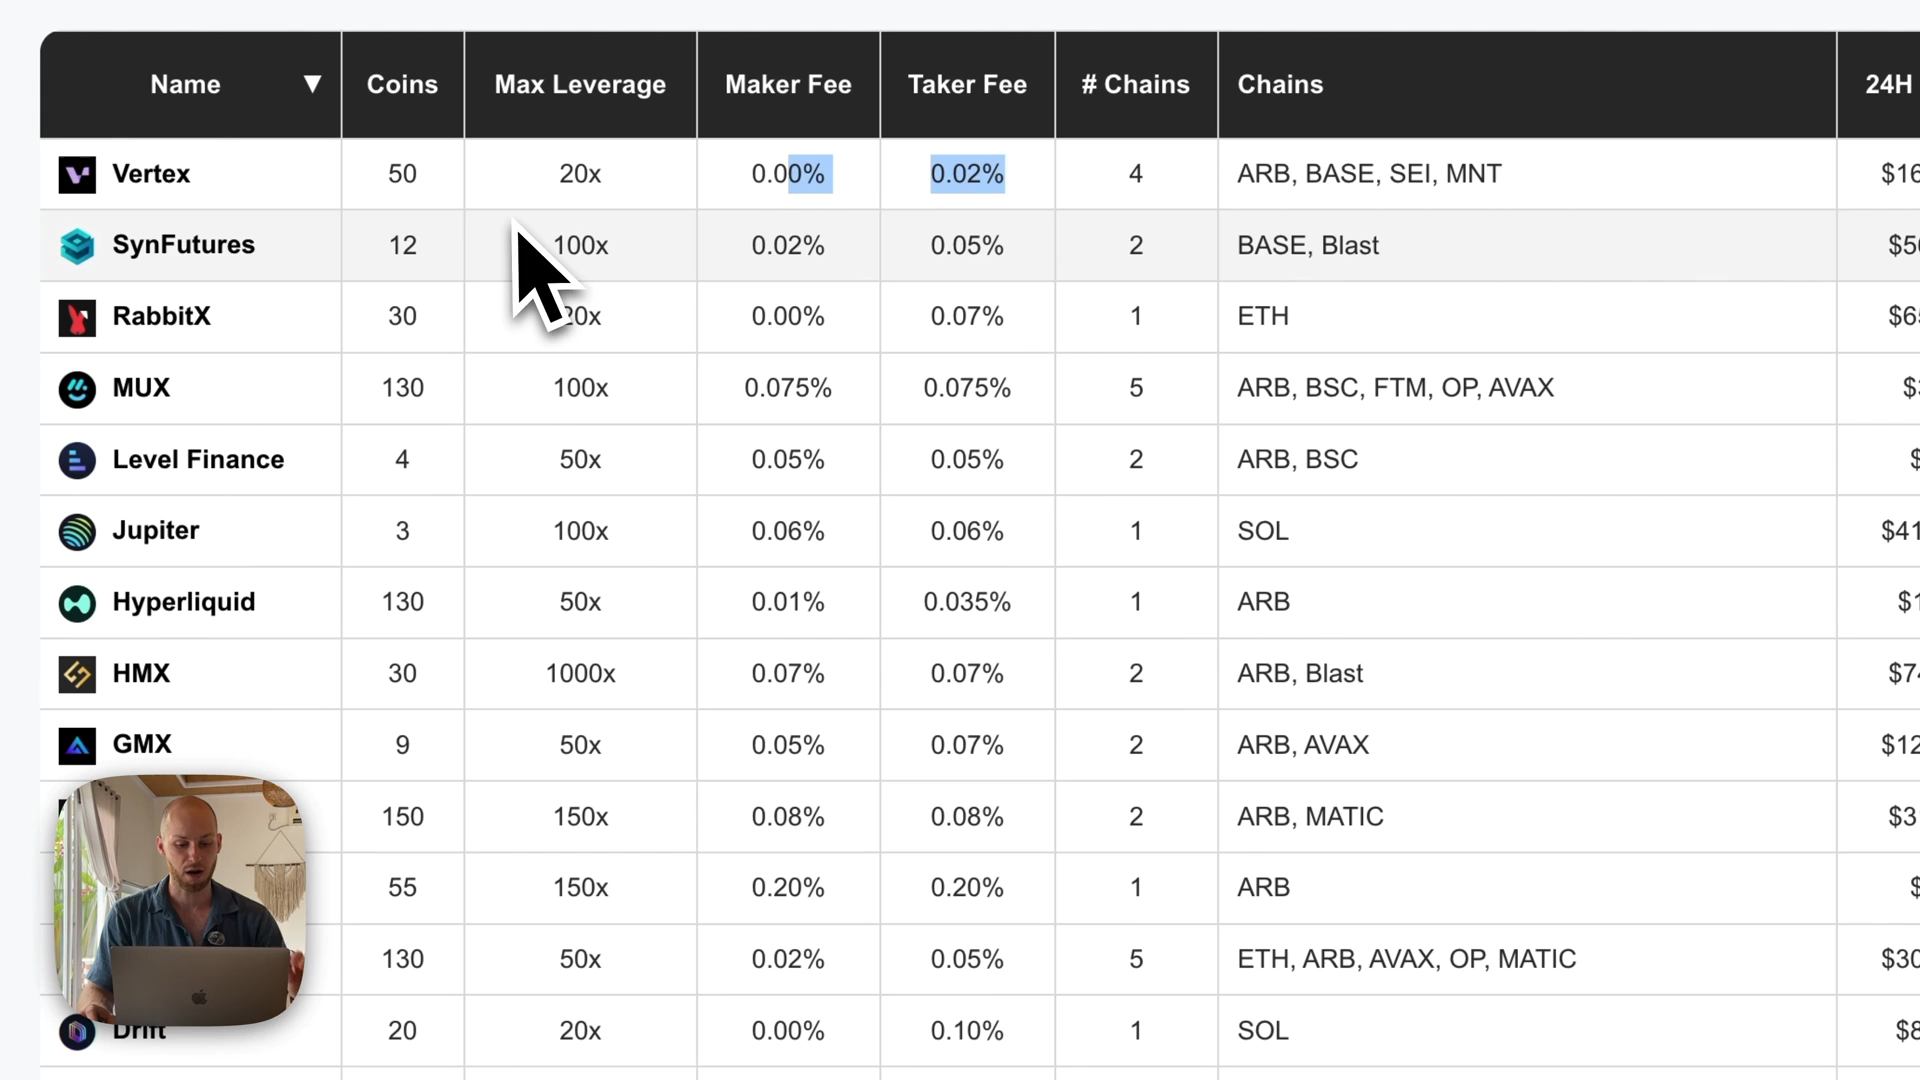 Name ▼ Coins Max Leverage Maker Fee Taker Fee # Chains Chains 24H
Vertex 50 20x 0.00% 0.02% 4 ARB, BASE, SEI, MNT $16
SynFutures 12 100x 0.02% 0.05% 2 BASE, Blast
RabbitX 30 20x 0.00% 0.07% 1 ETH
MUX 130 100x 0.075% 0.075% 5 ARB, BSC, FTM, OP, AVAX
Level Finance 4 50x 0.05% 0.05% 2 ARB, BSC $
Jupiter 3 100x 0.06% 0.06% 1 SOL $41
Hyperliquid 130 50x 0.01% 0.035% 1 ARB $1
HMX 30 1000x 0.07% 0.07% 2 ARB, Blast
GMX 9 50x 0.05% 0.07% 2 ARB, AVAX $12
150 150x 0.08% 0.08% 2 ARB, MATIC $3
55 150x 0.20% 0.20% 1 ARB $
130 50x 0.02% 0.05% 5 ETH, ARB, AVAX, OP, MATIC $30
Drift 20 20x 0.00% 0.10% 1 SOL $8